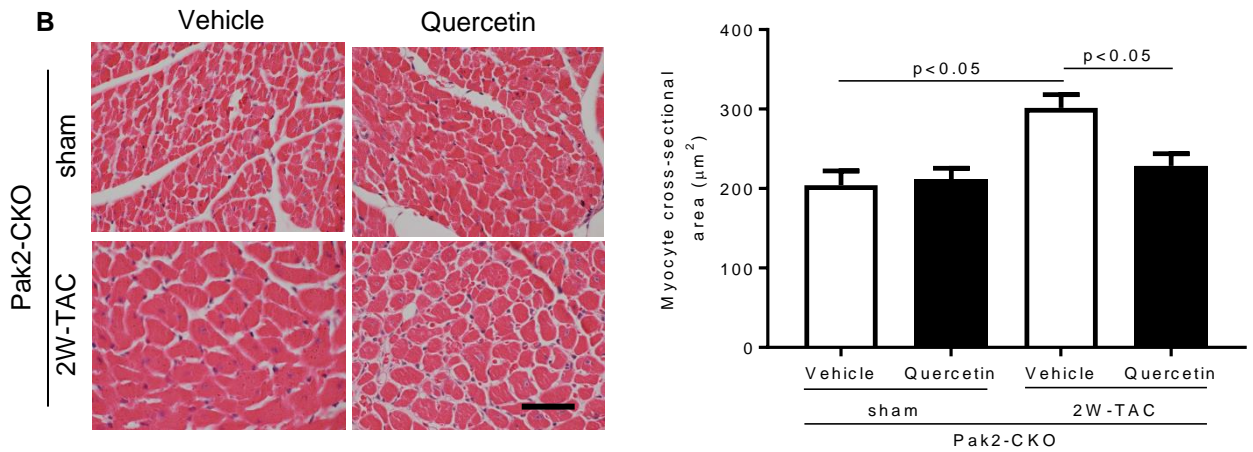 B
Vehicle
Quercetin
Pak2-CKO
sham
2W-TAC
Myocyte cross-sectional
area (μm²)
400
300
200
100
0
p<0.05
p<0.05
Vehicle Quercetin Vehicle Quercetin
sham 2W-TAC
Pak2-CKO